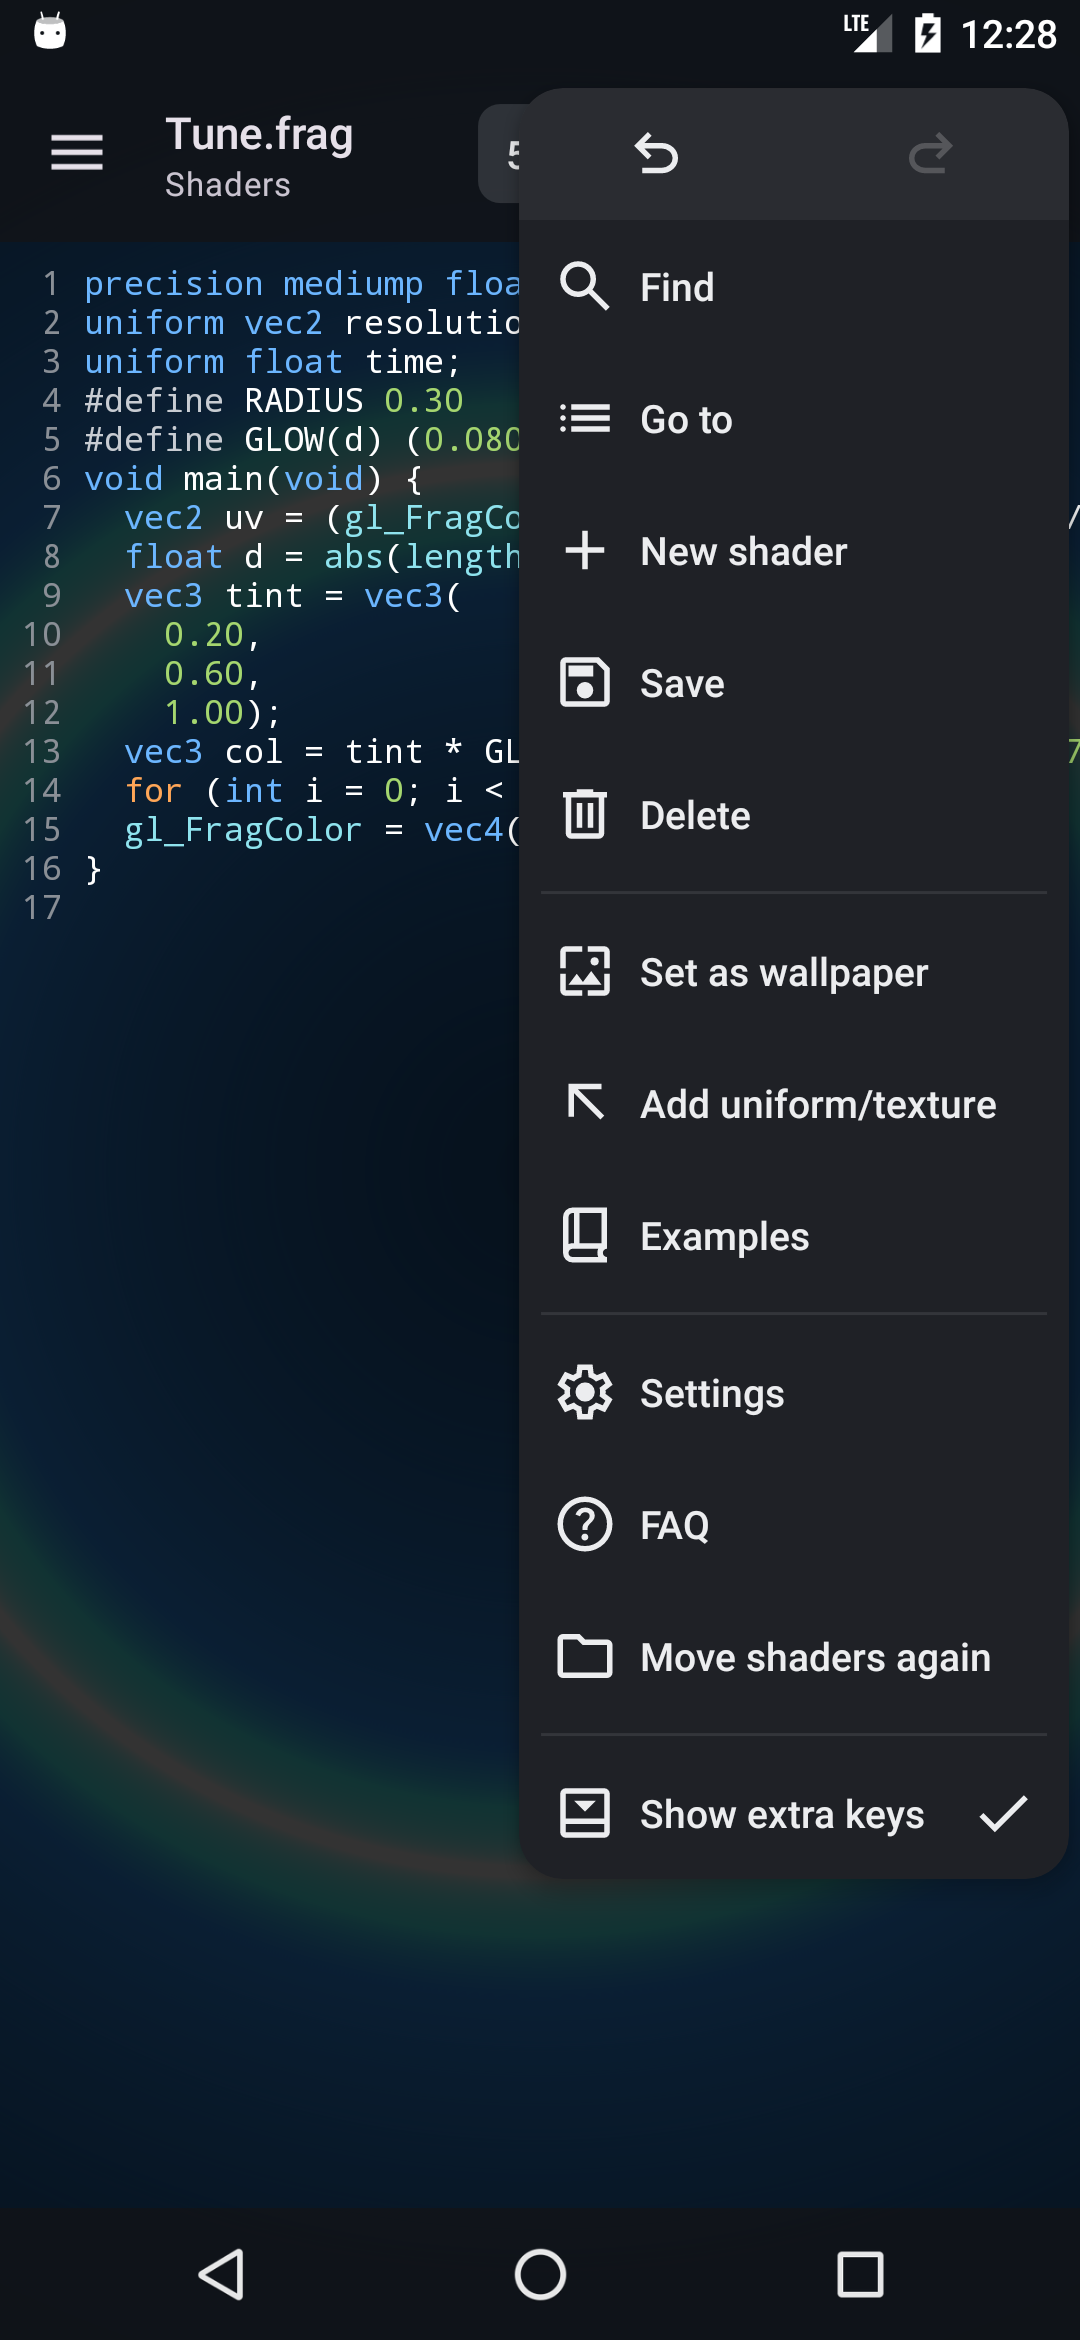 LTE 12:28
Tune.frag
Shaders
5
1 precision mediump floa
2 uniform vec2 resolutio
3 uniform float time;
4 #define RADIUS 0.30
5 #define GLOW(d) (0.080
6 void main(void) {
7 vec2 uv = (gl_FragCo /
8 float d = abs(length
9 vec3 tint = vec3(
10 0.20,
11 0.60,
12 1.00);
13 vec3 col = tint * GL 7
14 for (int i = 0; i <
15 gl_FragColor = vec4(
16 }
17
Find
Go to
New shader
Save
Delete
Set as wallpaper
Add uniform/texture
Examples
Settings
FAQ
Move shaders again
Show extra keys